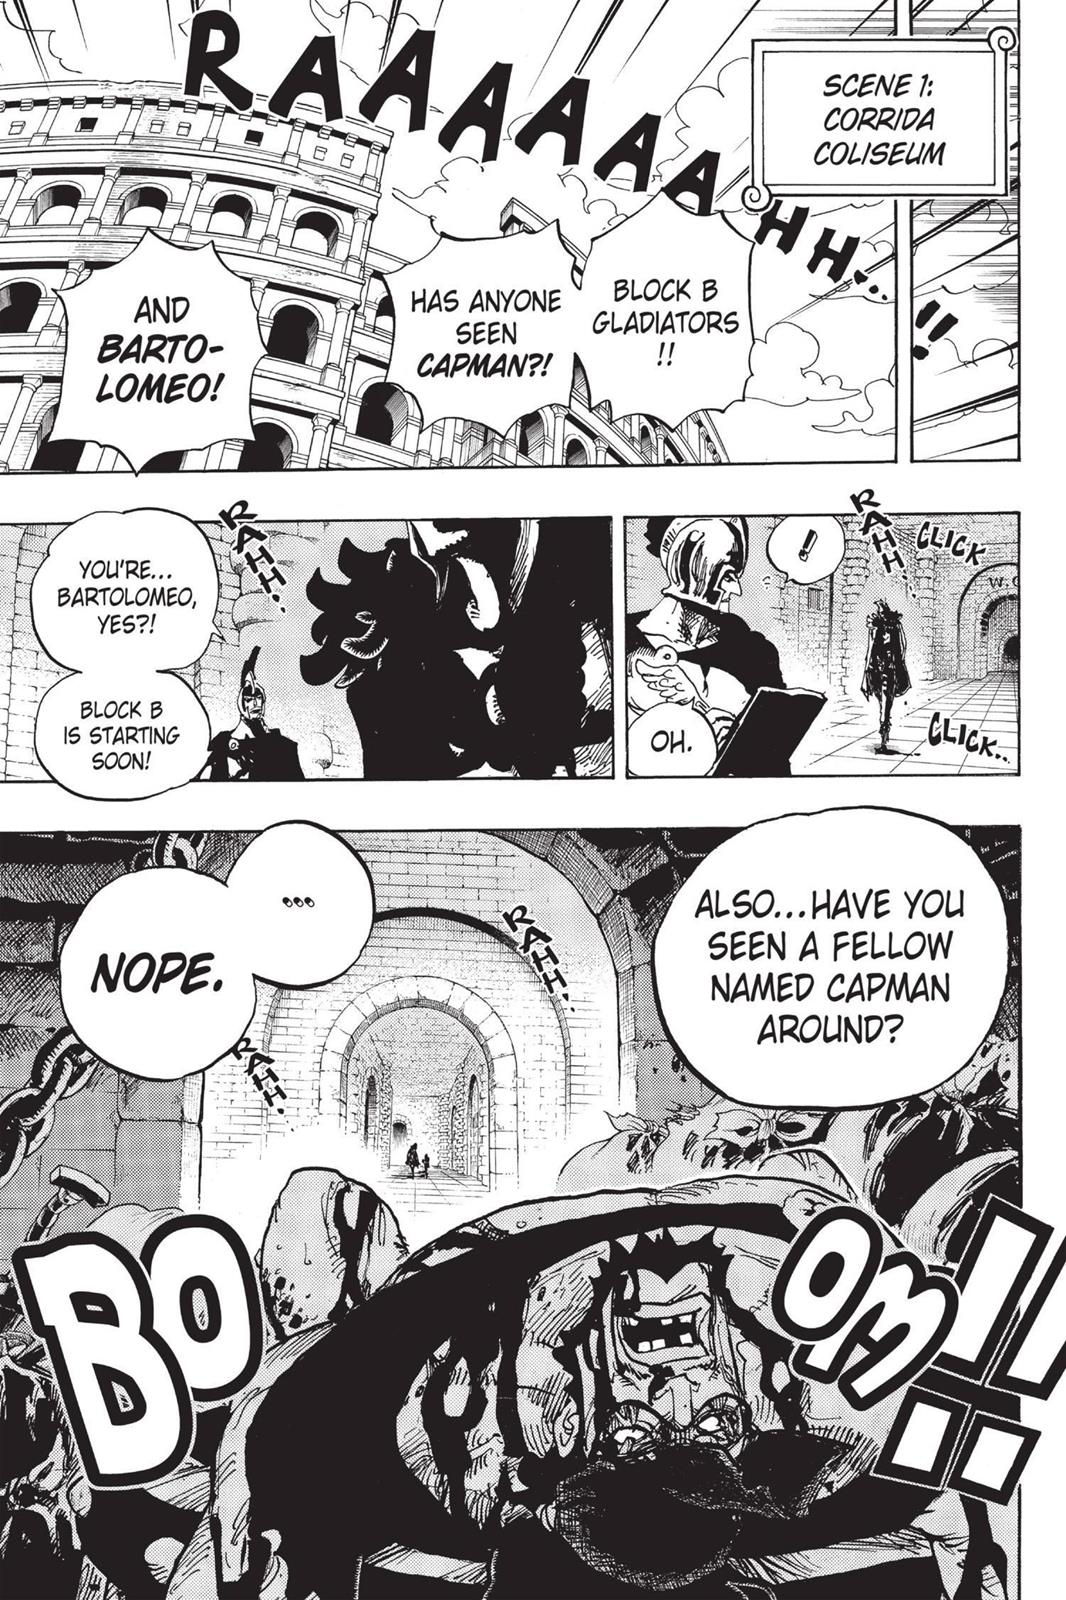 SCENE 1:
CORRIDA
COLISEUM
RAAAAAAAHHH...!!
BLOCK B
GLADIATORS
!!
HAS ANYONE
SEEN
CAPMAN?!
AND
BARTO-
LOMEO!
RAHH..
CLICK
!
W.C
OH.
CLICK...
RAHH..
YOU'RE...
BARTOLOMEO,
YES?!
BLOCK B
IS STARTING
SOON!
ALSO...HAVE YOU
SEEN A FELLOW
NAMED CAPMAN
AROUND?
RAHH..
...
NOPE.
RAHH..
BOOM!!